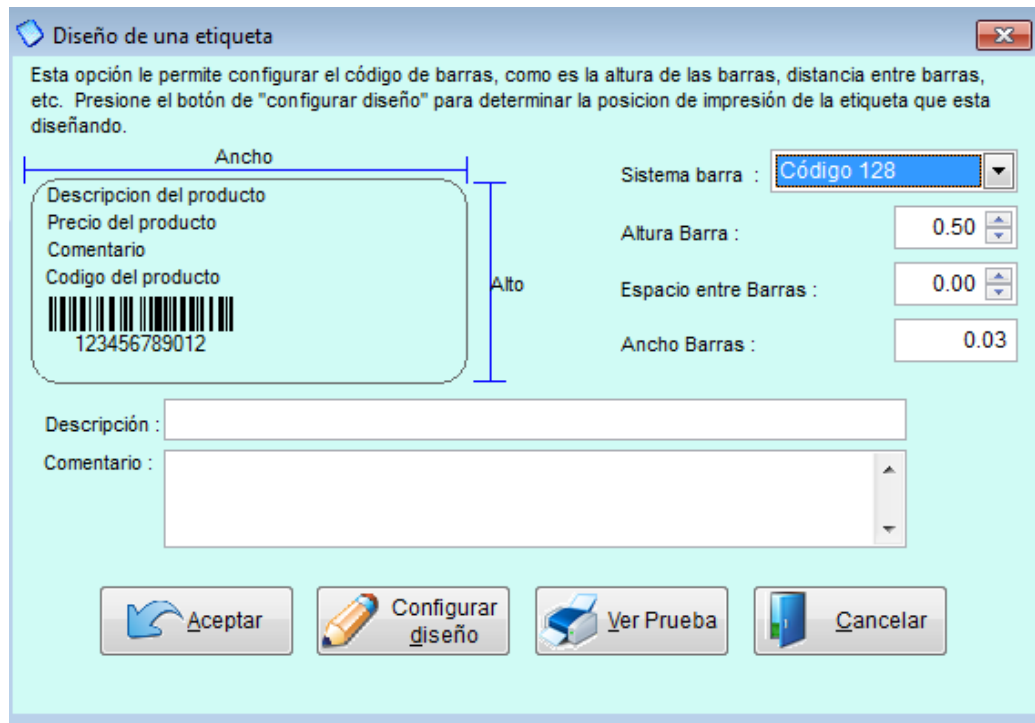 Diseño de una etiqueta
Esta opción le permite configurar el código de barras, como es la altura de las barras, distancia entre barras,
etc. Presione el botón de "configurar diseño" para determinar la posicion de impresión de la etiqueta que esta
diseñando.
Ancho
Descripcion del producto
Precio del producto
Comentario
Codigo del producto
123456789012
Alto
Sistema barra : Código 128
Altura Barra : 0.50
Espacio entre Barras : 0.00
Ancho Barras : 0.03
Descripción :
Comentario :
Aceptar
Configurar
diseño
Ver Prueba
Cancelar